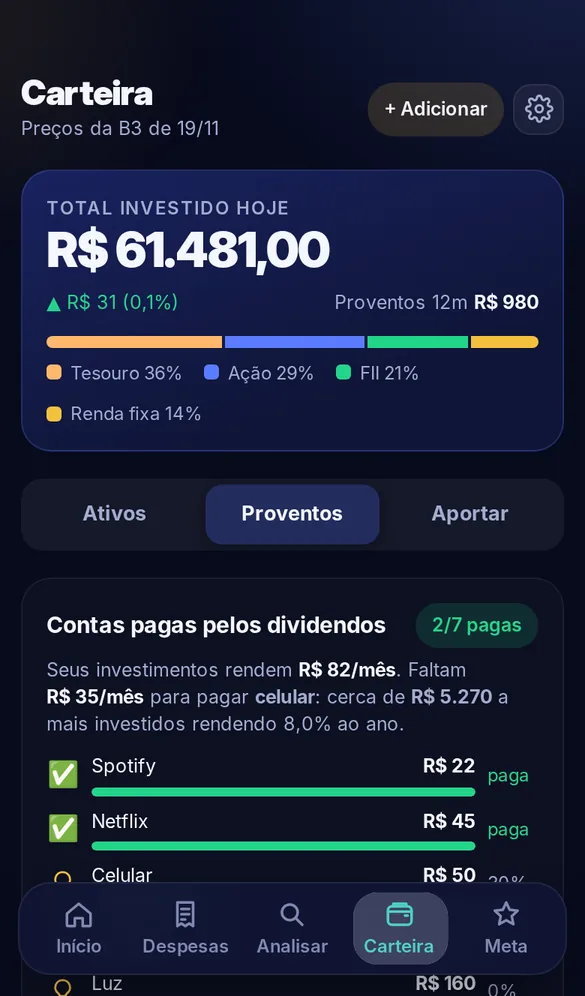 Carteira
Preços da B3 de 19/11
+ Adicionar
TOTAL INVESTIDO HOJE
R$ 61.481,00
▲ R$ 31 (0,1%)
Proventos 12m R$ 980
Tesouro 36%
Ação 29%
FII 21%
Renda fixa 14%
Ativos
Proventos
Aportar
Contas pagas pelos dividendos
2/7 pagas
Seus investimentos rendem R$ 82/mês. Faltam
R$ 35/mês para pagar celular: cerca de R$ 5.270 a
mais investidos rendendo 8,0% ao ano.
Spotify
R$ 22
paga
Netflix
R$ 45
paga
Celular
R$ 50
Início
Despesas
Analisar
Carteira
Meta
Luz
R$ 160
0%